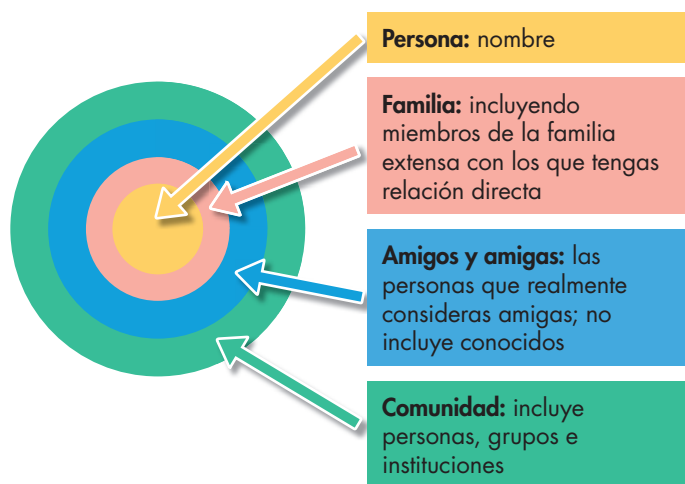 Persona: nombre
Familia: incluyendo
miembros de la familia
extensa con los que tengas
relación directa
Amigos y amigas: las
personas que realmente
consideras amigas; no
incluye conocidos
Comunidad: incluye
personas, grupos e
instituciones